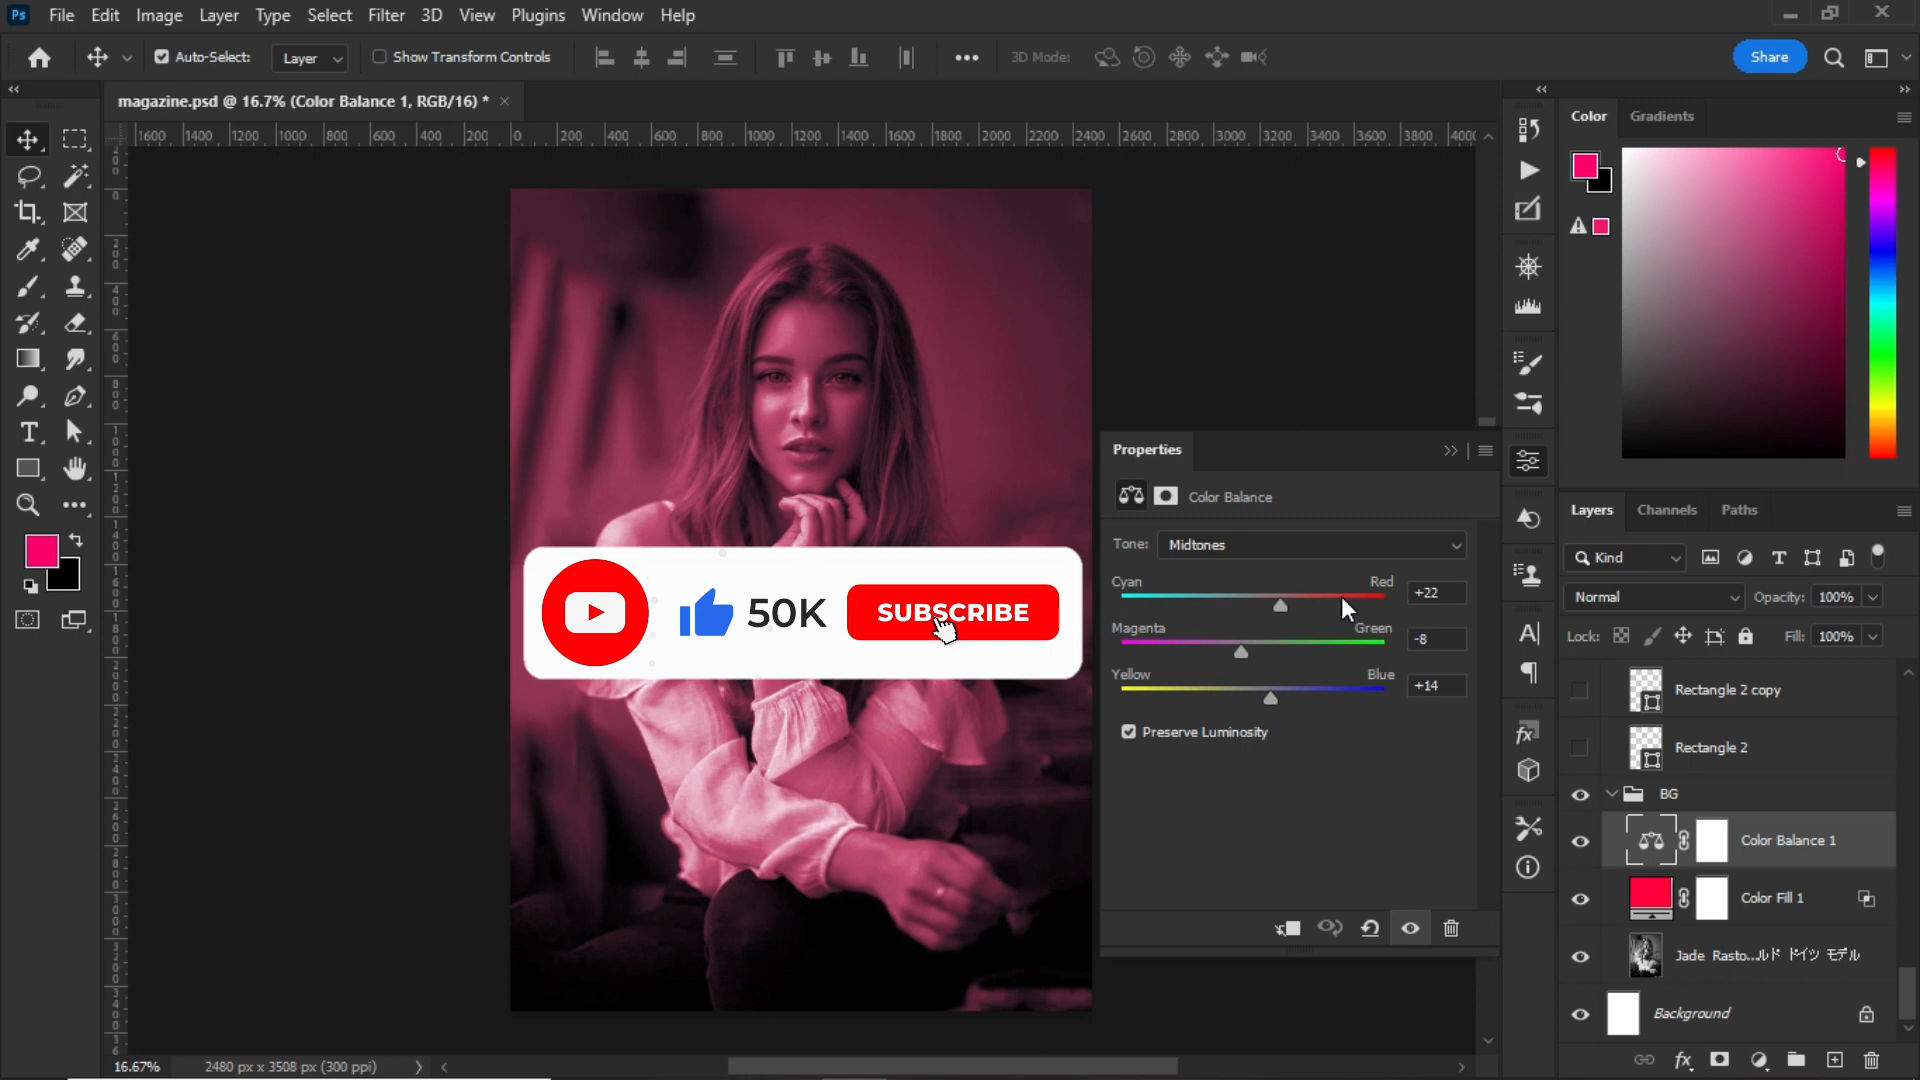 Ps File Edit Image Layer Type Select Filter 3D View Plugins Window Help
Auto-Select: Layer Show Transform Controls 3D Mode: Share
magazine.psd @ 16.7% (Color Balance 1, RGB/16) *
1600 1400 1200 1000 800 600 400 200 0 200 400 600 800 1000 1200 1400 1600 1800 2000 2200 2400 2600 2800 3000 3200 3400 3600 3800 4000
Color Gradients
Properties
Color Balance
Tone: Midtones
Cyan Red +22
Magenta Green -8
Yellow Blue +14
Preserve Luminosity
50K SUBSCRIBE
Layers Channels Paths
Kind
Normal Opacity: 100%
Lock: Fill: 100%
Rectangle 2 copy
Rectangle 2
BG
Color Balance 1
Color Fill 1
Jade Rasto...ルド ドイツ モデル
Background
16.67% 2480 px x 3508 px (300 ppi)